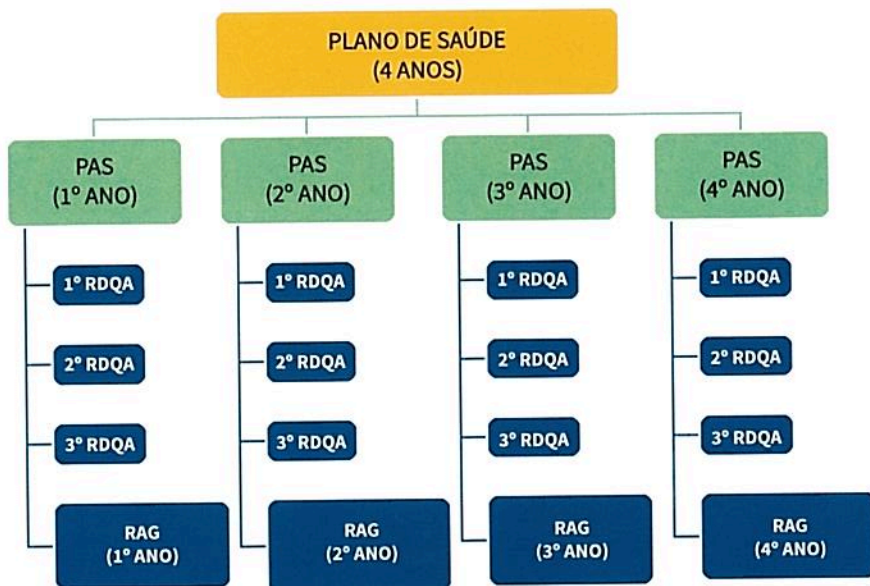 PLANO DE SAÚDE
(4 ANOS)
PAS
(1º ANO)
PAS
(2º ANO)
PAS
(3º ANO)
PAS
(4º ANO)
1º RDQA
1º RDQA
1º RDQA
1º RDQA
2º RDQA
2º RDQA
2º RDQA
2º RDQA
3º RDQA
3º RDQA
3º RDQA
3º RDQA
RAG
(1º ANO)
RAG
(2º ANO)
RAG
(3º ANO)
RAG
(4º ANO)